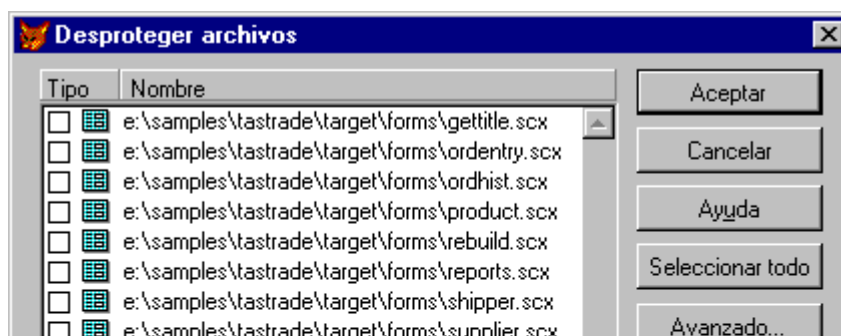 Desproteger archivos
Tipo Nombre
e:\samples\tastrade\target\forms\gettitle.scx
e:\samples\tastrade\target\forms\ordentry.scx
e:\samples\tastrade\target\forms\ordhist.scx
e:\samples\tastrade\target\forms\product.scx
e:\samples\tastrade\target\forms\rebuild.scx
e:\samples\tastrade\target\forms\reports.scx
e:\samples\tastrade\target\forms\shipper.scx
e:\samples\tastrade\target\forms\supplier.scx
Aceptar
Cancelar
Ayuda
Seleccionar todo
Avanzado...